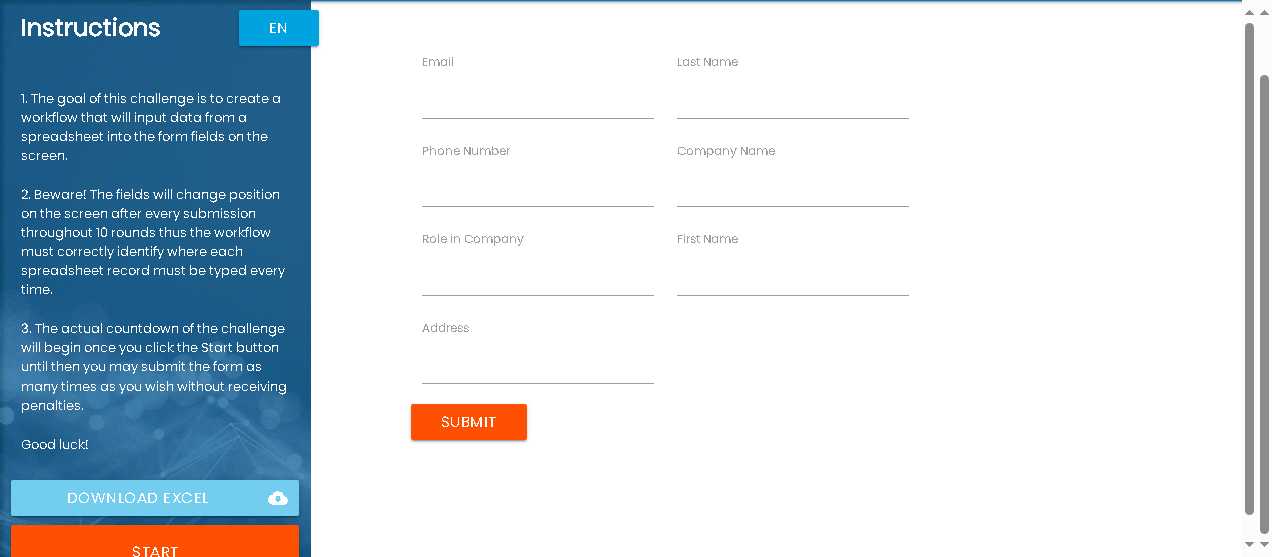 Instructions
EN
1. The goal of this challenge is to create a
workflow that will input data from a
spreadsheet into the form fields on the
screen.
2. Beware! The fields will change position
on the screen after every submission
throughout 10 rounds thus the workflow
must correctly identify where each
spreadsheet record must be typed every
time.
3. The actual countdown of the challenge
will begin once you click the Start button
until then you may submit the form as
many times as you wish without receiving
penalties.
Good luck!
DOWNLOAD EXCEL
START
Email
Last Name
Phone Number
Company Name
Role in Company
First Name
Address
SUBMIT